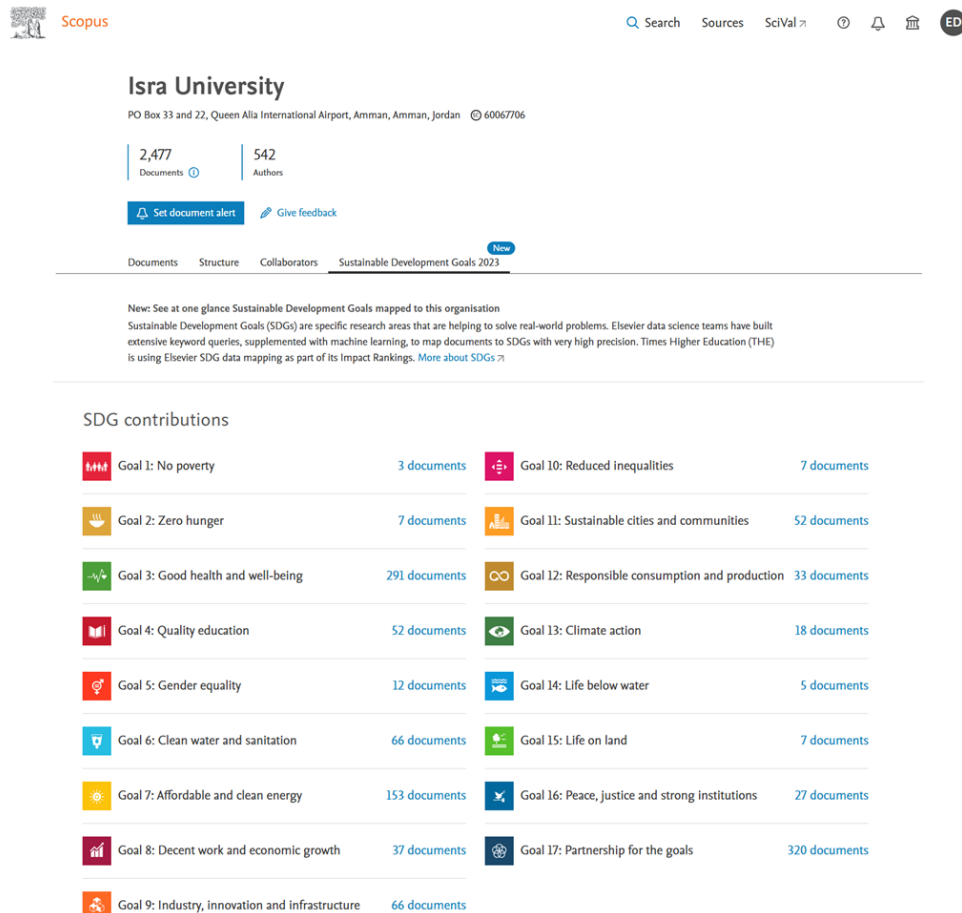 Scopus
Search Sources SciVal
ED
Isra University
PO Box 33 and 22, Queen Alia International Airport, Amman, Amman, Jordan 60067706
2,477 542
Documents Authors
Set document alert Give feedback
New
Documents Structure Collaborators Sustainable Development Goals 2023
New: See at one glance Sustainable Development Goals mapped to this organisation
Sustainable Development Goals (SDGs) are specific research areas that are helping to solve real-world problems. Elsevier data science teams have built
extensive keyword queries, supplemented with machine learning, to map documents to SDGs with very high precision. Times Higher Education (THE)
is using Elsevier SDG data mapping as part of its Impact Rankings. More about SDGs
SDG contributions
Goal 1: No poverty 3 documents
Goal 2: Zero hunger 7 documents
Goal 3: Good health and well-being 291 documents
Goal 4: Quality education 52 documents
Goal 5: Gender equality 12 documents
Goal 6: Clean water and sanitation 66 documents
Goal 7: Affordable and clean energy 153 documents
Goal 8: Decent work and economic growth 37 documents
Goal 9: Industry, innovation and infrastructure 66 documents
Goal 10: Reduced inequalities 7 documents
Goal 11: Sustainable cities and communities 52 documents
Goal 12: Responsible consumption and production 33 documents
Goal 13: Climate action 18 documents
Goal 14: Life below water 5 documents
Goal 15: Life on land 7 documents
Goal 16: Peace, justice and strong institutions 27 documents
Goal 17: Partnership for the goals 320 documents